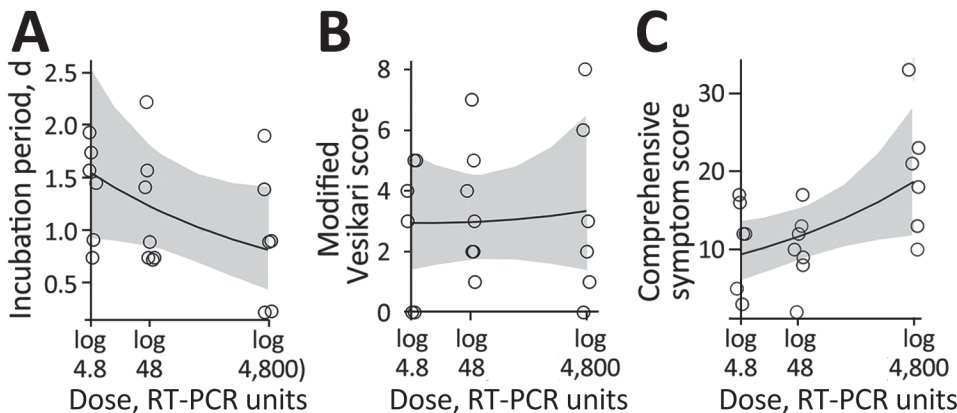 A
Incubation period, d
2.5
2.0
1.5
1.0
0.5
log log log
4.8 48 4,800)
Dose, RT-PCR units
B
Modified
Vesikari score
8
6
4
2
0
log log log
4.8 48 4,800
Dose, RT-PCR units
C
Comprehensive
symptom score
30
20
10
log log log
4.8 48 4,800
Dose, RT-PCR units